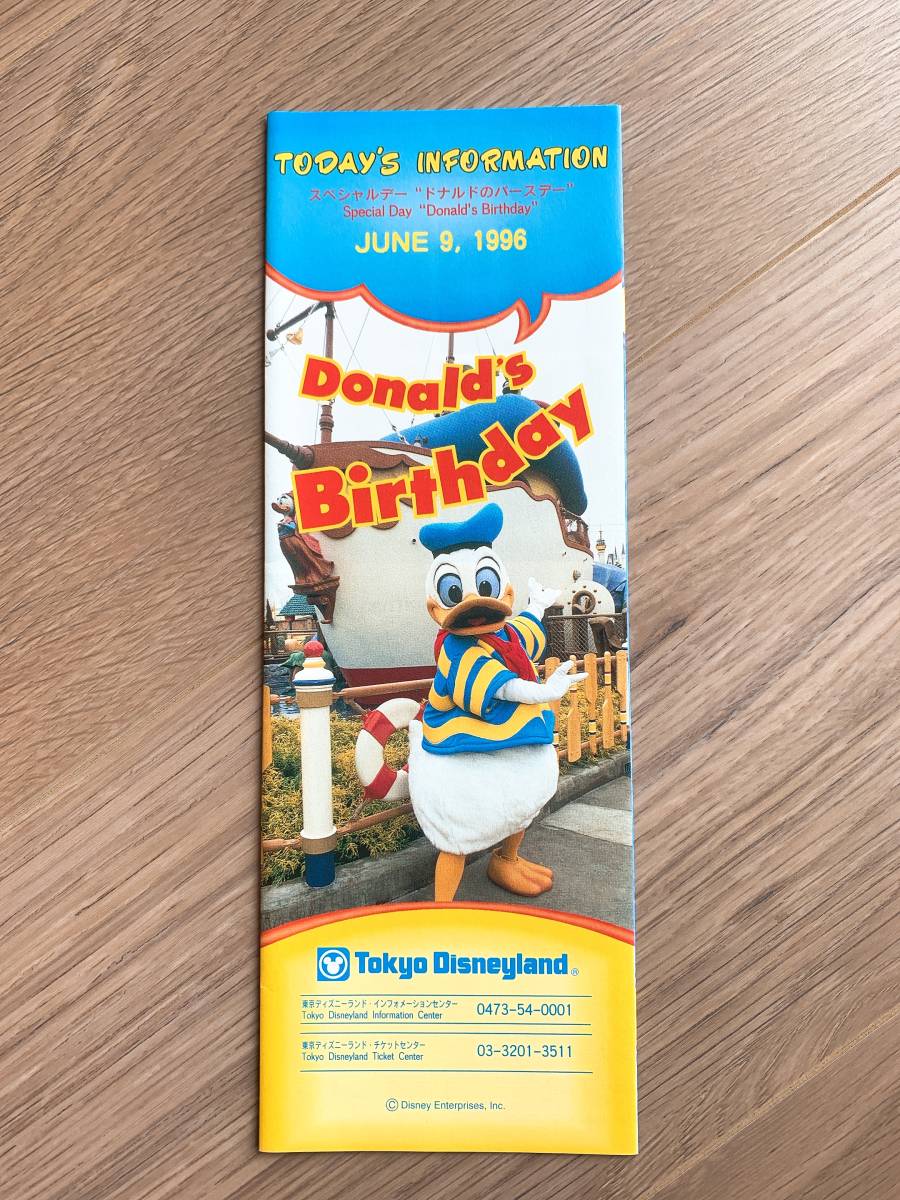 TODAY'S INFORMATION
スペシャルデー “ドナルドのバースデー”
Special Day “Donald's Birthday”
JUNE 9, 1996
Donald's
Birthday
Tokyo Disneyland®
東京ディズニーランド・インフォメーションセンター
Tokyo Disneyland Information Center
0473-54-0001
東京ディズニーランド・チケットセンター
Tokyo Disneyland Ticket Center
03-3201-3511
© Disney Enterprises, Inc.